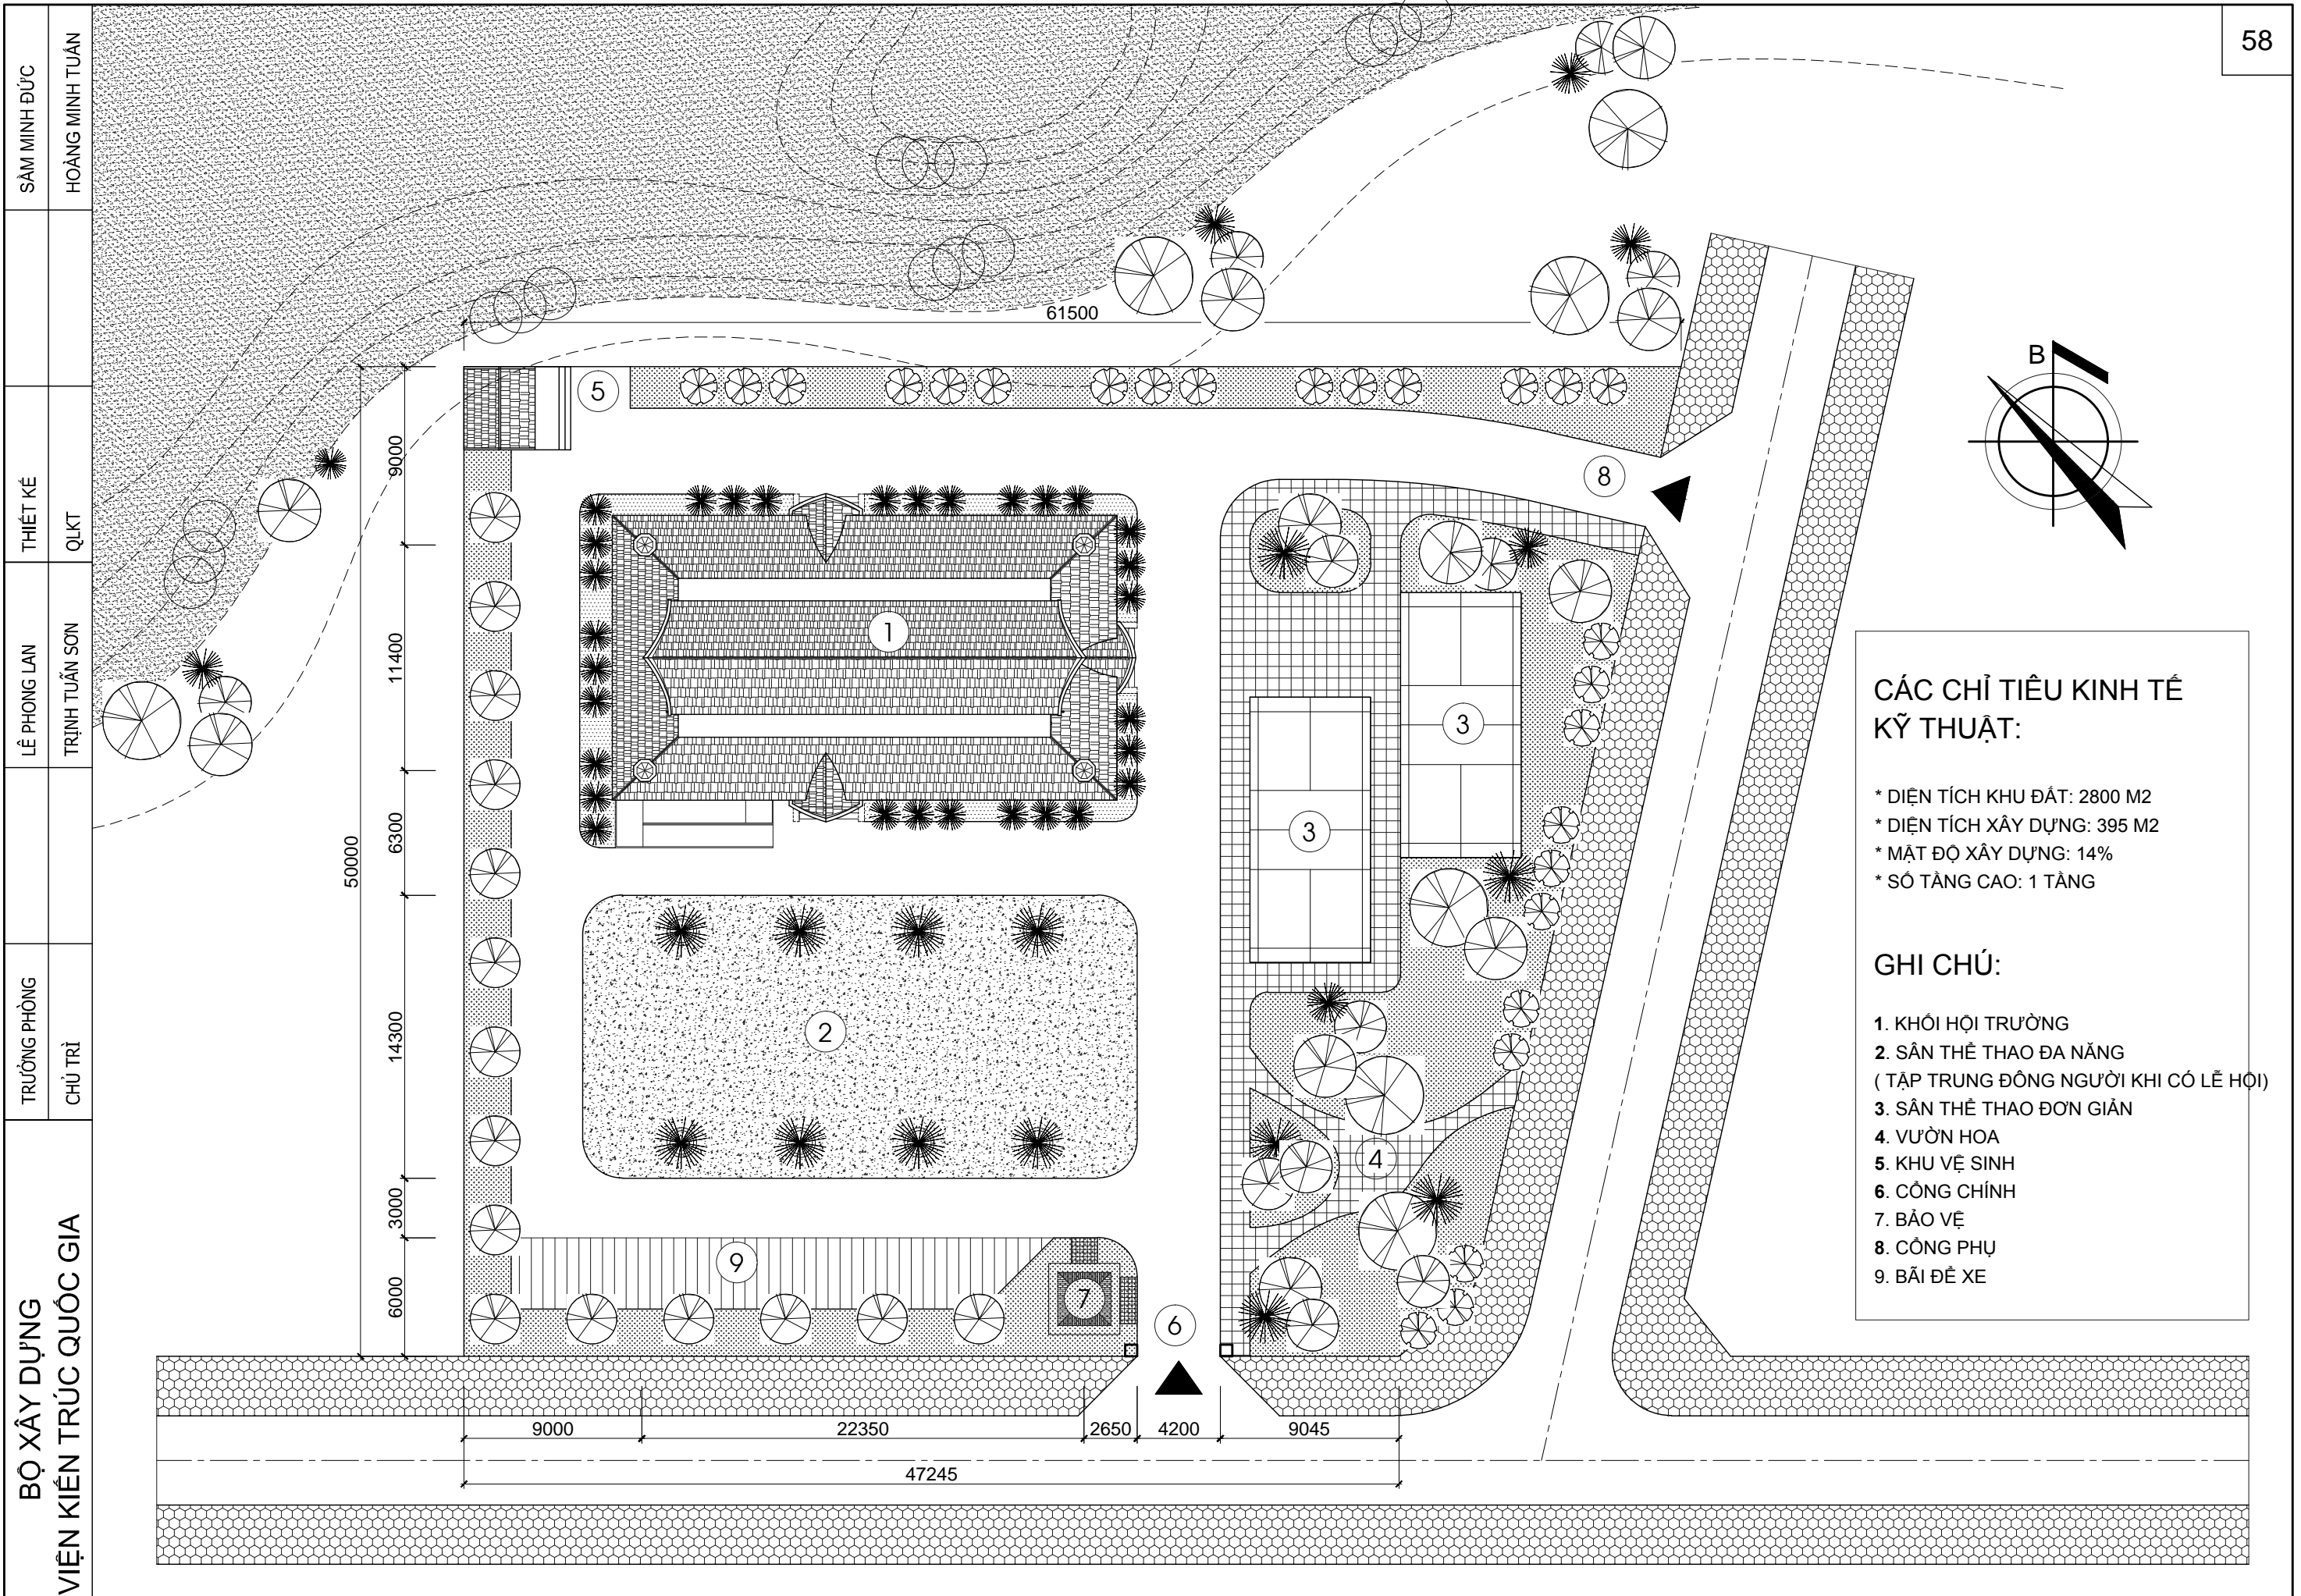 58
SẦM MINH ĐỨC
HOÀNG MINH TUẤN
THIẾT KẾ
QLKT
LÊ PHONG LAN
TRỊNH TUẤN SƠN
TRƯỞNG PHÒNG
CHỦ TRÌ
BỘ XÂY DỰNG
VIỆN KIẾN TRÚC QUỐC GIA
61500
B
5
8
9000
1
11400
3
3
6300
50000
2
14300
4
3000
9
6000
7
6
9000
22350
2650
4200
9045
47245
CÁC CHỈ TIÊU KINH TẾ
KỸ THUẬT:
* DIỆN TÍCH KHU ĐẤT: 2800 M2
* DIỆN TÍCH XÂY DỰNG: 395 M2
* MẬT ĐỘ XÂY DỰNG: 14%
* SỐ TẦNG CAO: 1 TẦNG
GHI CHÚ:
1. KHỐI HỘI TRƯỜNG
2. SÂN THỂ THAO ĐA NĂNG
( TẬP TRUNG ĐÔNG NGƯỜI KHI CÓ LỄ HỘI)
3. SÂN THỂ THAO ĐƠN GIẢN
4. VƯỜN HOA
5. KHU VỆ SINH
6. CỔNG CHÍNH
7. BẢO VỆ
8. CỔNG PHỤ
9. BÃI ĐỂ XE